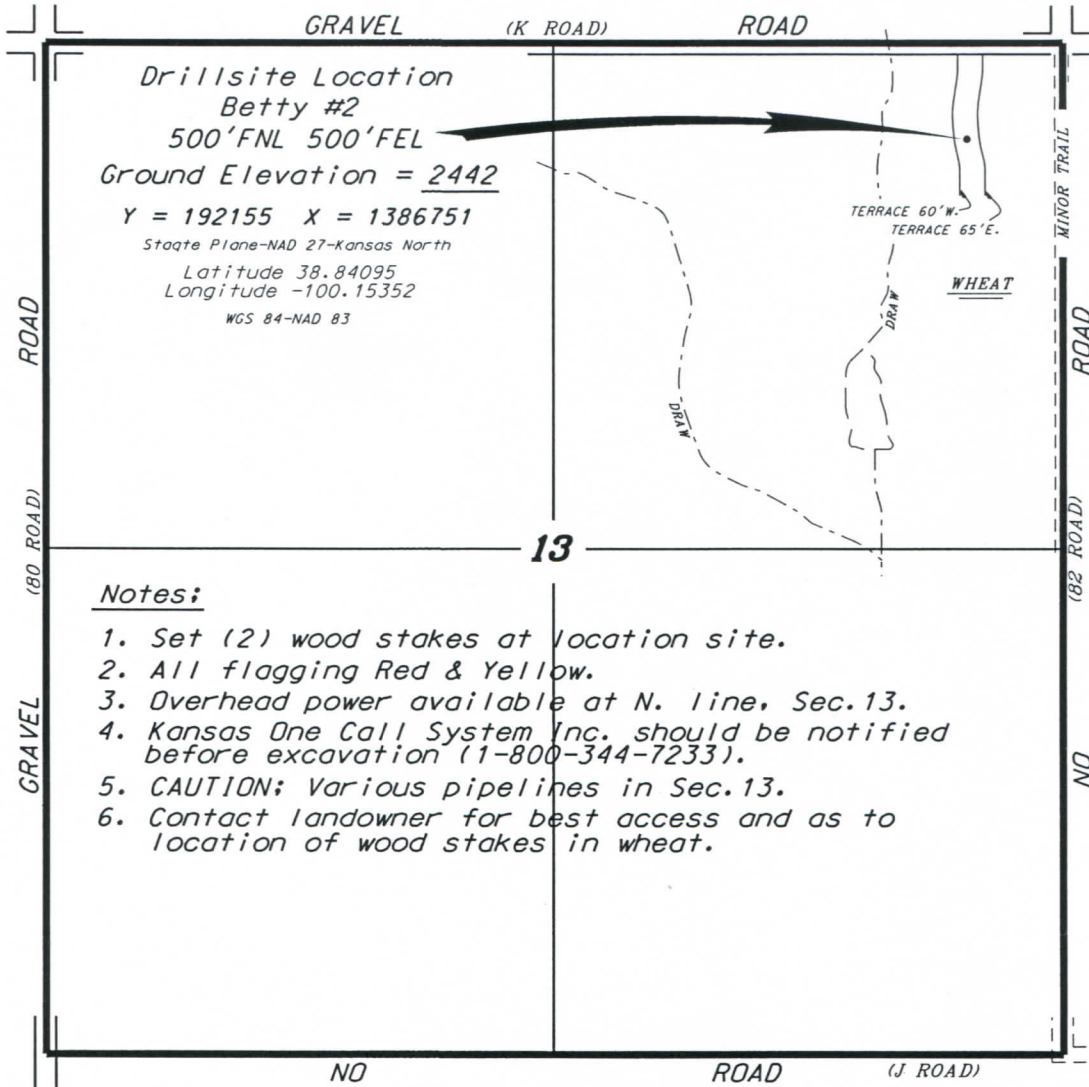 GRAVEL (K ROAD) ROAD
Drillsite Location
Betty #2
500'FNL 500'FEL
Ground Elevation = 2442
Y = 192155 X = 1386751
Staqte Plane-NAD 27-Kansas North
Latitude 38.84095
Longitude -100.15352
WGS 84-NAD 83
TERRACE 60'W.
TERRACE 65'E.
WHEAT
MINOR TRAIL
DRAW
DRAW
ROAD
(80 ROAD)
GRAVEL
ROAD
(82 ROAD)
NO
13
Notes:
1. Set (2) wood stakes at location site.
2. All flagging Red & Yellow.
3. Overhead power available at N. line, Sec.13.
4. Kansas One Call System Inc. should be notified
before excavation (1-800-344-7233).
5. CAUTION: Various pipelines in Sec.13.
6. Contact landowner for best access and as to
location of wood stakes in wheat.
NO ROAD (J ROAD)